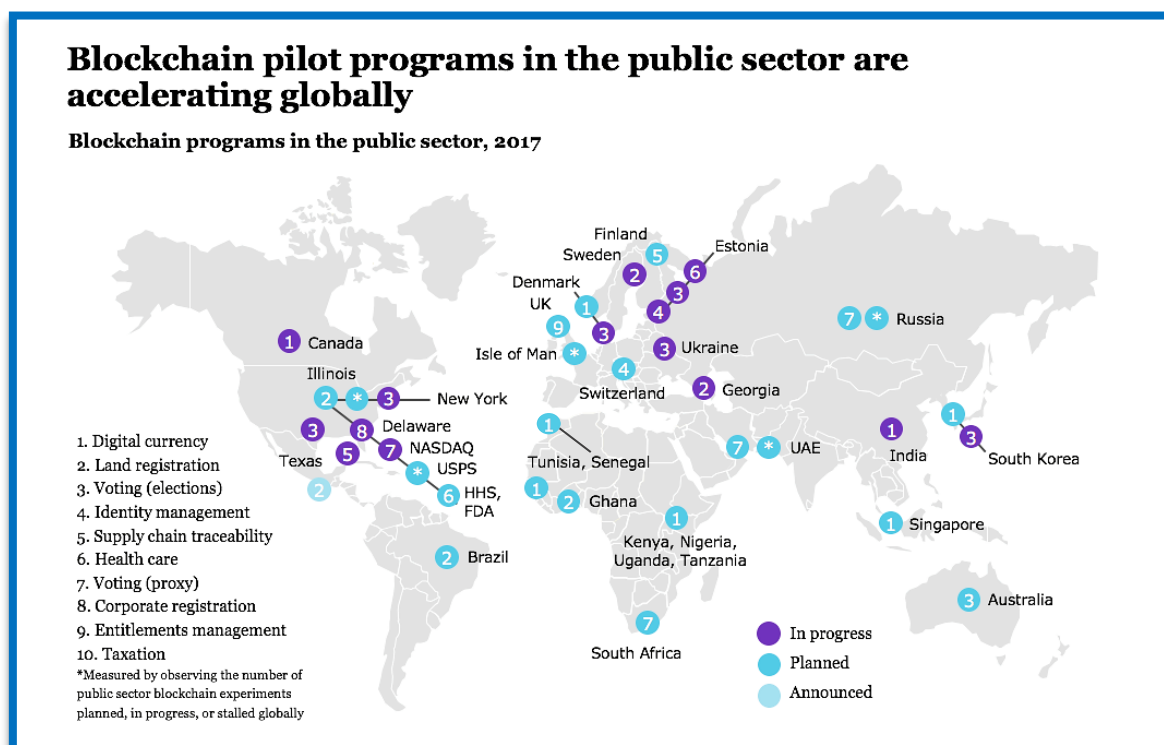 Blockchain pilot programs in the public sector are
accelerating globally
Blockchain programs in the public sector, 2017
Finland
5
Estonia
Sweden
2
6
Denmark
3
UK
1
4
9
3
7 * Russia
1 Canada
Isle of Man
*
3 Ukraine
4
Illinois
Switzerland
2 Georgia
2 * 3 New York
1
1
3
8 Delaware
1
3
7 NASDAQ
7 * UAE
India
South Korea
Texas
5
* USPS
Tunisia, Senegal
2
6 HHS,
FDA
1
2 Ghana
1
1 Singapore
Kenya, Nigeria,
Uganda, Tanzania
2 Brazil
3 Australia
7
South Africa
1. Digital currency
2. Land registration
3. Voting (elections)
4. Identity management
5. Supply chain traceability
6. Health care
7. Voting (proxy)
8. Corporate registration
9. Entitlements management
10. Taxation
*Measured by observing the number of
public sector blockchain experiments
planned, in progress, or stalled globally
In progress
Planned
Announced